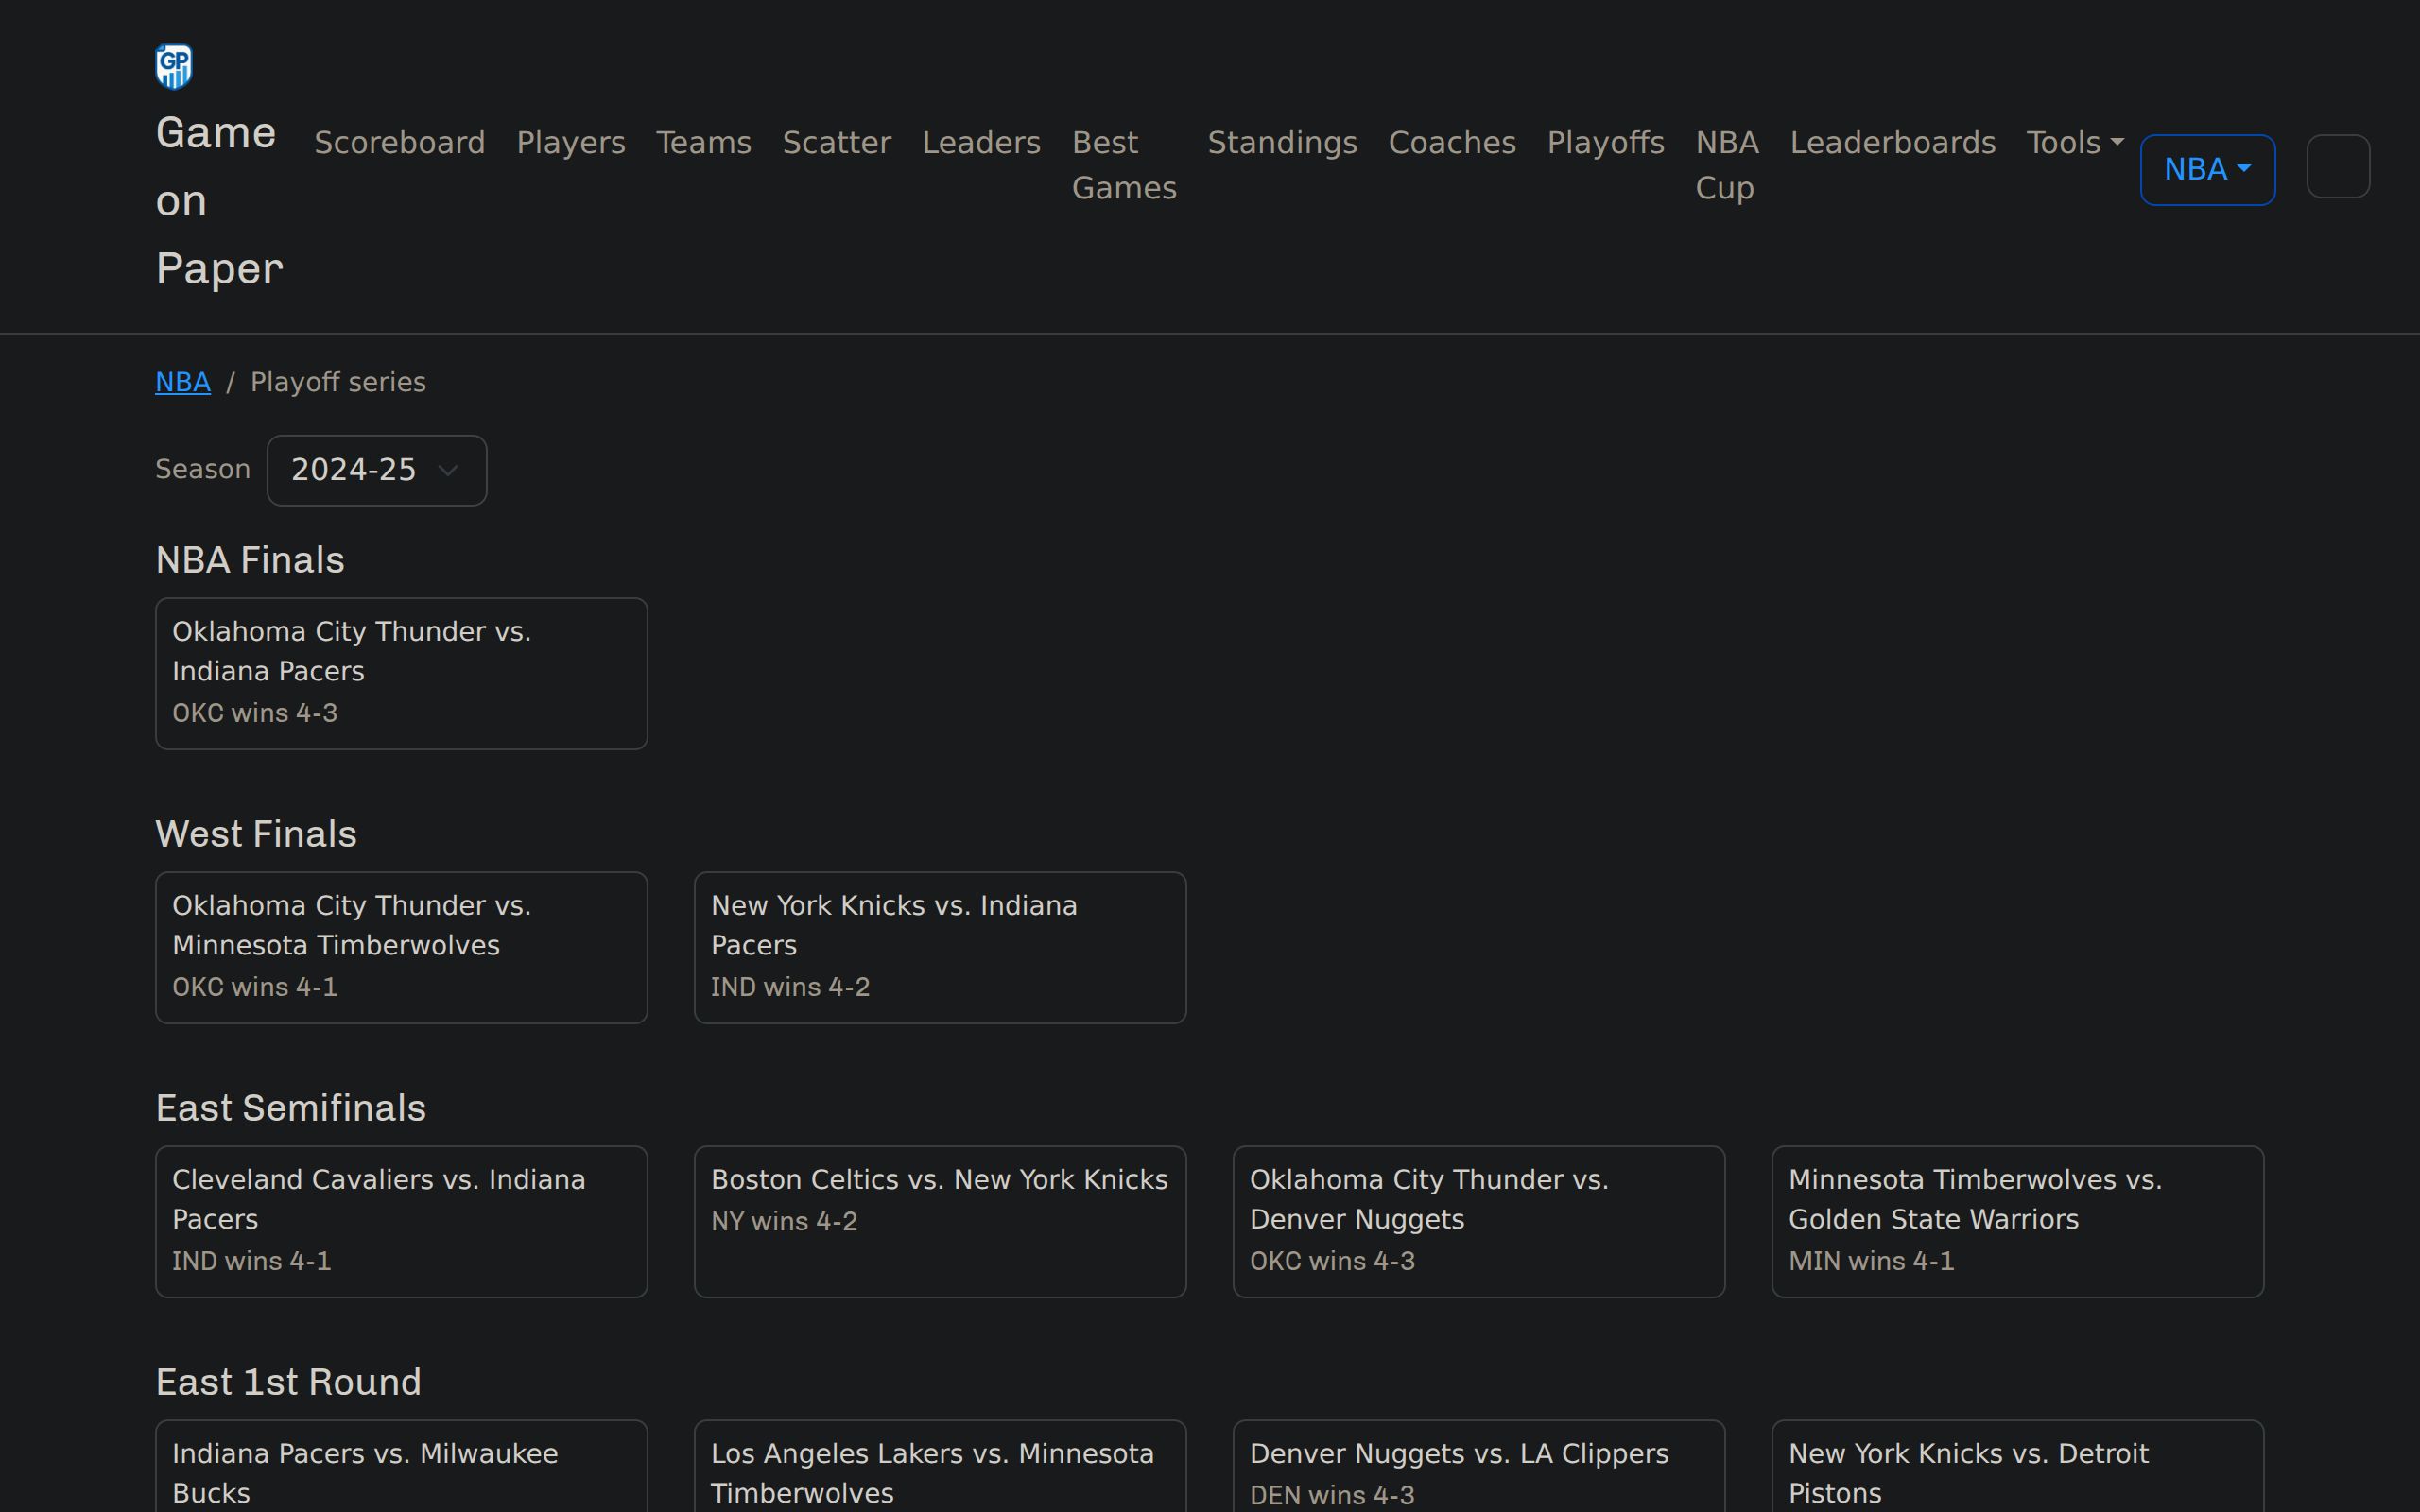 GP
Game
on
Paper
Scoreboard Players Teams Scatter Leaders Best Games Standings Coaches Playoffs NBA Cup Leaderboards Tools
NBA
NBA / Playoff series
Season 2024-25
NBA Finals
Oklahoma City Thunder vs.
Indiana Pacers
OKC wins 4-3
West Finals
Oklahoma City Thunder vs.
Minnesota Timberwolves
OKC wins 4-1
New York Knicks vs. Indiana
Pacers
IND wins 4-2
East Semifinals
Cleveland Cavaliers vs. Indiana
Pacers
IND wins 4-1
Boston Celtics vs. New York Knicks
NY wins 4-2
Oklahoma City Thunder vs.
Denver Nuggets
OKC wins 4-3
Minnesota Timberwolves vs.
Golden State Warriors
MIN wins 4-1
East 1st Round
Indiana Pacers vs. Milwaukee
Bucks
Los Angeles Lakers vs. Minnesota
Timberwolves
Denver Nuggets vs. LA Clippers
DEN wins 4-3
New York Knicks vs. Detroit
Pistons